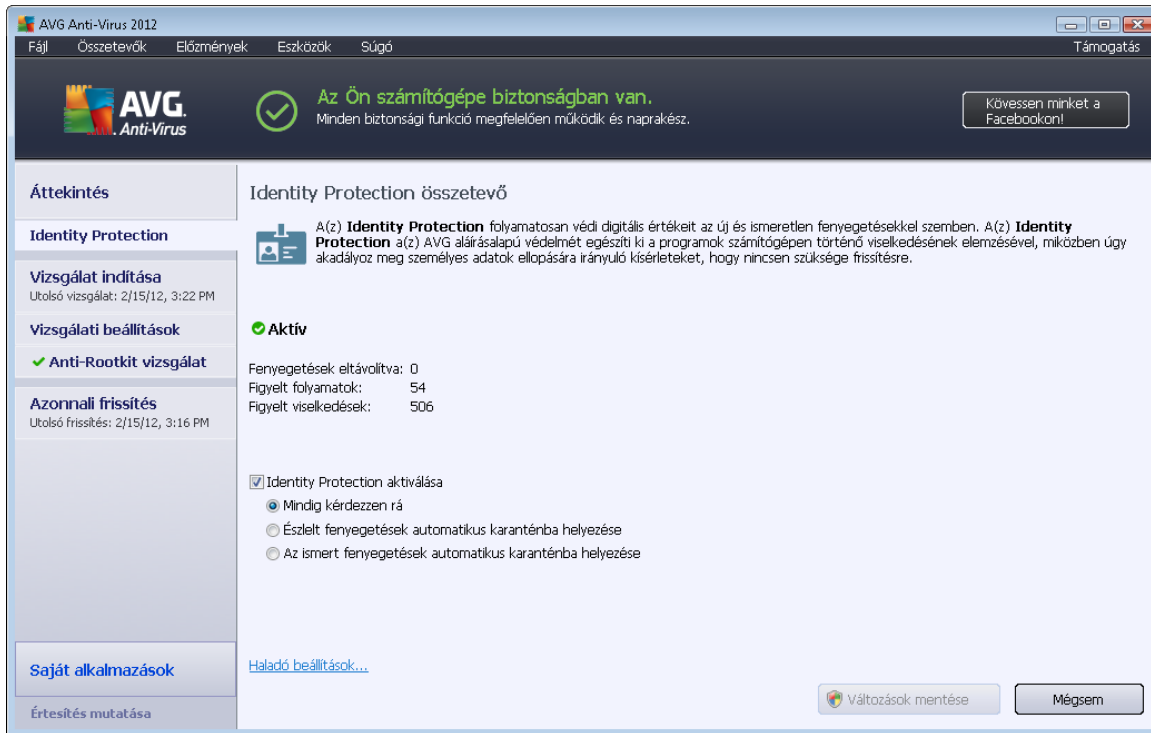 AVG Anti-Virus 2012
Fájl Összetevők Előzmények Eszközök Súgó Támogatás
AVG.
Anti-Virus
Az Ön számítógépe biztonságban van.
Minden biztonsági funkció megfelelően működik és naprakész.
Kövessen minket a
Facebookon!
Áttekintés
Identity Protection
Vizsgálat indítása
Utolsó vizsgálat: 2/15/12, 3:22 PM
Vizsgálati beállítások
Anti-Rootkit vizsgálat
Azonnali frissítés
Utolsó frissítés: 2/15/12, 3:16 PM
Saját alkalmazások
Értesítés mutatása
Identity Protection összetevő
A(z) Identity Protection folyamatosan védi digitális értékeit az új és ismeretlen fenyegetésekkel szemben. A(z) Identity
Protection a(z) AVG aláírásalapú védelmét egészíti ki a programok számítógépen történő viselkedésének elemzésével, miközben úgy
akadályoz meg személyes adatok ellopására irányuló kísérleteket, hogy nincsen szüksége frissítésre.
Aktív
Fenyegetések eltávolítva: 0
Figyelt folyamatok: 54
Figyelt viselkedések: 506
Identity Protection aktiválása
Mindig kérdezzen rá
Észlelt fenyegetések automatikus karanténba helyezése
Az ismert fenyegetések automatikus karanténba helyezése
Haladó beállítások...
Változások mentése
Mégsem